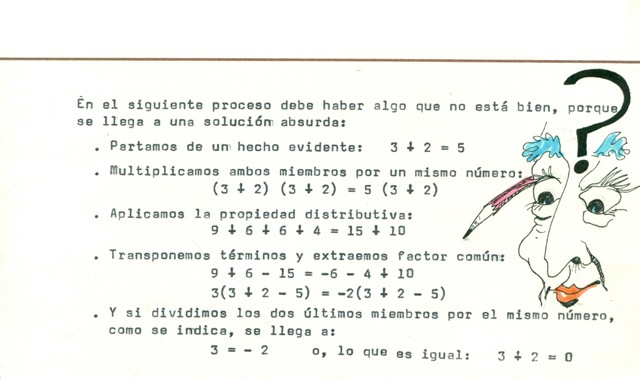 En el siguiente proceso debe haber algo que no está bien, porque
se llega a una solución absurda:
. Partamos de un hecho evidente: 3 + 2 = 5
. Multiplicamos ambos miembros por un mismo número:
(3 + 2) (3 + 2) = 5 (3 + 2)
. Aplicamos la propiedad distributiva:
9 + 6 + 6 + 4 = 15 + 10
. Transponemos términos y extraemos factor común:
9 + 6 - 15 = -6 - 4 + 10
3(3 + 2 - 5) = -2(3 + 2 - 5)
. Y si dividimos los dos últimos miembros por el mismo número,
como se indica, se llega a:
3 = - 2 o, lo que es igual: 3 + 2 = 0
?